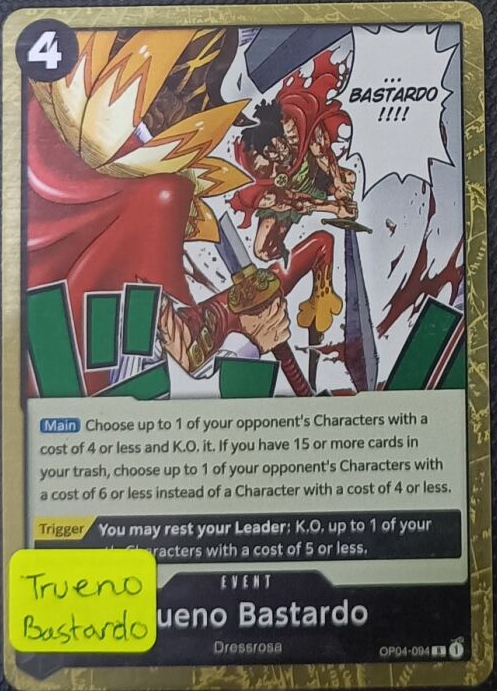 4
...
BASTARDO
!!!!
Main Choose up to 1 of your opponent's Characters with a
cost of 4 or less and K.O. it. If you have 15 or more cards in
your trash, choose up to 1 of your opponent's Characters with
a cost of 6 or less instead of a Character with a cost of 4 or less.
Trigger You may rest your Leader: K.O. up to 1 of your
Characters with a cost of 5 or less.
Trueno
Bastardo
EVENT
ueno Bastardo
Dressrosa
OP04-094 R 1